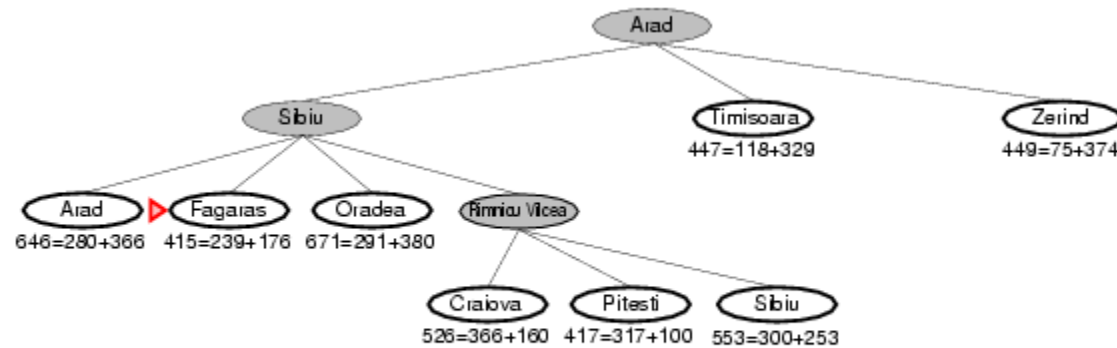 Arad
Sibiu
Timisoara
Zerind
447=118+329
449=75+374
Arad
Fagaras
Oradea
Rimnicu Vilcea
646=280+366
415=239+176
671=291+380
Craiova
Pitesti
Sibiu
526=366+160
417=317+100
553=300+253